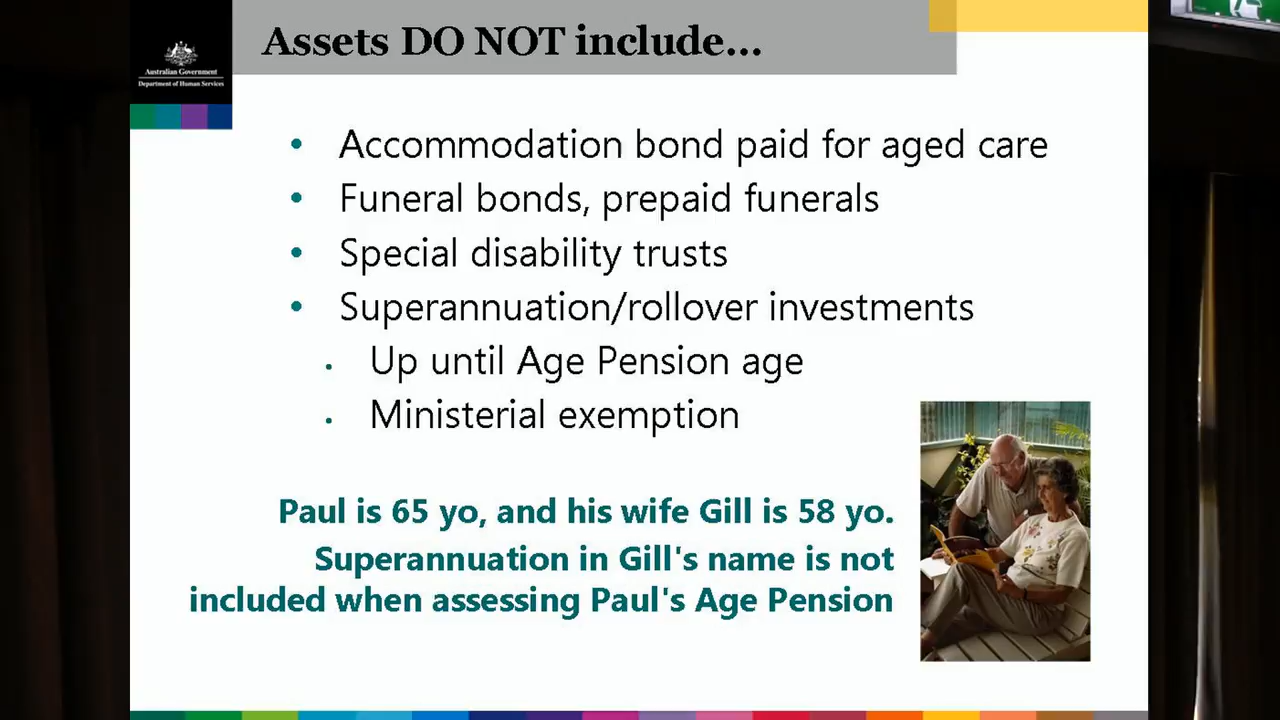 Assets DO NOT include...
Australian Government
Department of Human Services
• Accommodation bond paid for aged care
• Funeral bonds, prepaid funerals
• Special disability trusts
• Superannuation/rollover investments
• Up until Age Pension age
• Ministerial exemption
Paul is 65 yo, and his wife Gill is 58 yo.
Superannuation in Gill's name is not
included when assessing Paul's Age Pension